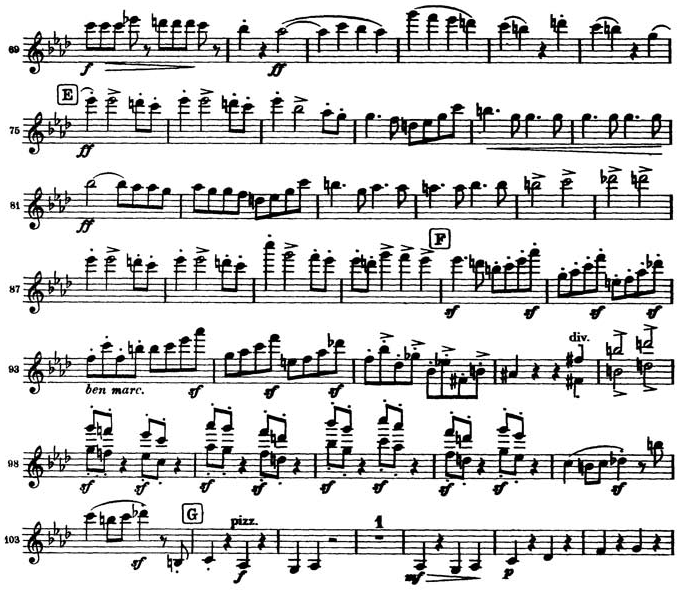 69 f ff
E
75 ff
81 ff
F
87 sf sf sf sf
div.
93 ben marc. sf sf sf
98 sf sf sf sf sf sf sf sf sf
G pizz. 1
103 sf f mf p